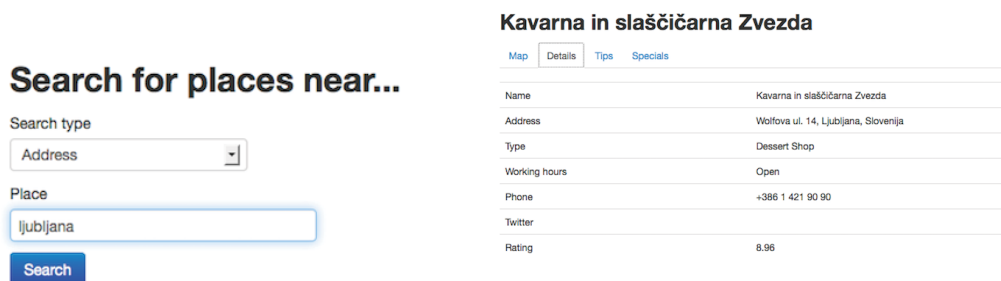 Search for places near...
Search type
Address
Place
ljubljana
Search
Kavarna in slaščičarna Zvezda
Map Details Tips Specials
Name Kavarna in slaščičarna Zvezda
Address Wolfova ul. 14, Ljubljana, Slovenija
Type Dessert Shop
Working hours Open
Phone +386 1 421 90 90
Twitter
Rating 8.96